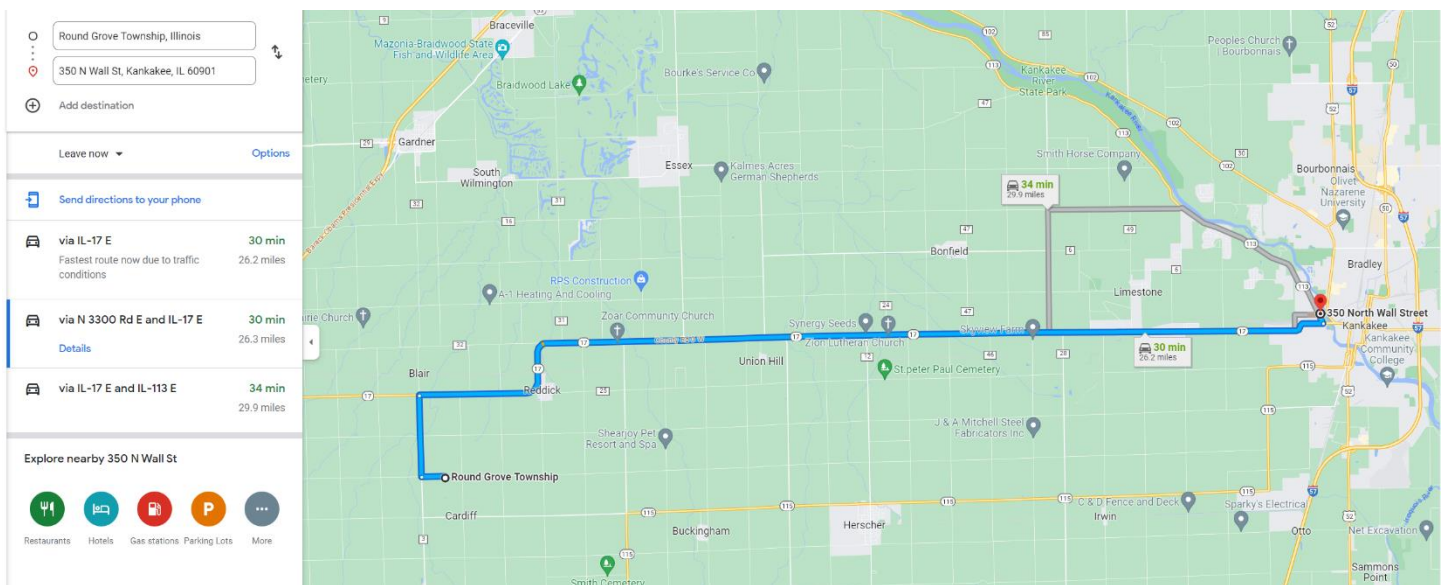 Round Grove Township, Illinois
350 N Wall St, Kankakee, IL 60901
Add destination
Leave now
Options
Send directions to your phone
via IL-17 E
30 min
Fastest route now due to traffic
26.2 miles
conditions
via N 3300 Rd E and IL-17 E
30 min
26.3 miles
Details
via IL-17 E and IL-113 E
34 min
29.9 miles
Explore nearby 350 N Wall St
P
Restaurants
Hotels
Gas stations
Parking Lots
More
Braceville
Mazonia-Braidwood State
Fish and Wildlife Area
Braidwood Lake
Bourke's Service Co
Kankakee
River
State Park
Peoples Church
Bourbonnais
Gardner
South
Wilmington
Essex
Kalmes Acres
German Shepherds
Smith Horse Company
Bourbonnais
Olivet
Nazarene
University
34 min
29.9 miles
Bonfield
Bradley
RPS Construction
A-1 Heating And Cooling
Limestone
Zoar Community Church
Synergy Seeds
Skyview Farm
Zion Lutheran Church
350 North Wall Street
Kankakee
Kankakee
Community
College
30 min
26.2 miles
Union Hill
St.peter Paul Cemetery
Blair
Reddick
Shearjoy Pet
Resort and Spa
J & A Mitchell Steel
Fabricators Inc
Round Grove Township
Cardiff
Buckingham
Herscher
C & D Fence and Deck
Irwin
Sparky's Electrical
Otto
Net Excavation
Smith Cemetery
Sammons
Point